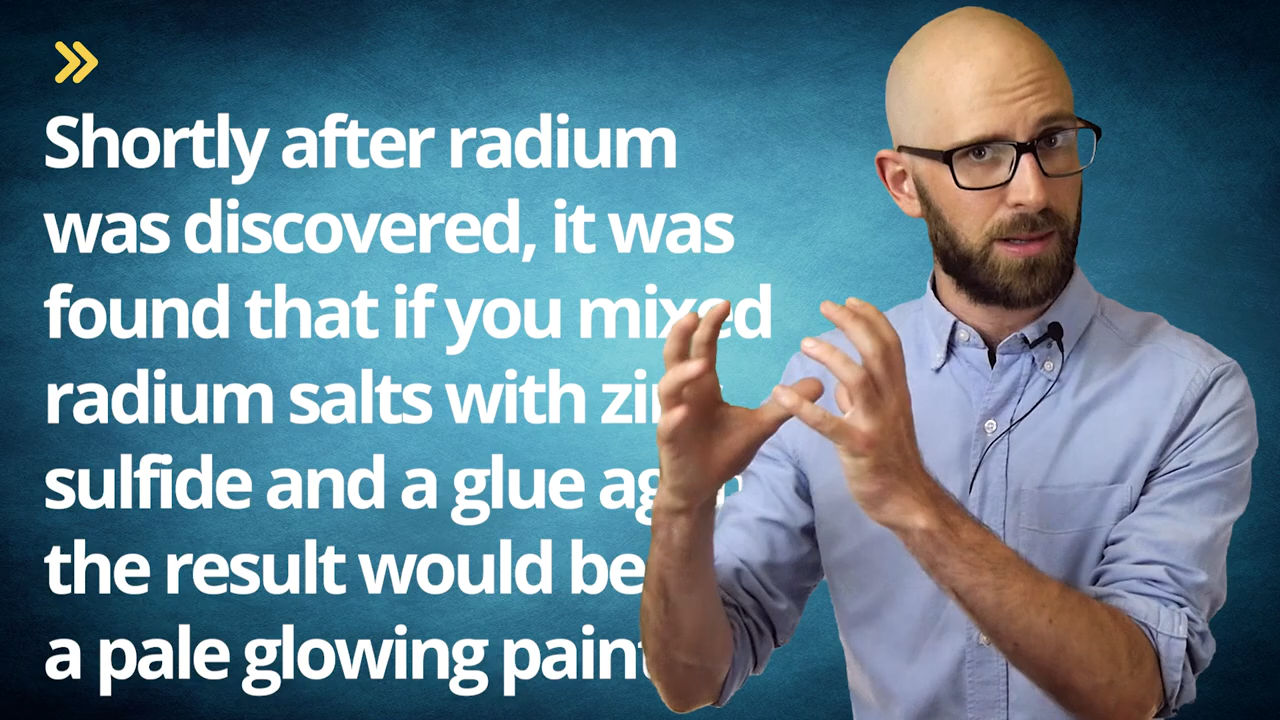 Shortly after radium
was discovered, it was
found that if you mixed
radium salts with
sulfide and a glue
the result would be
a pale glowing paint